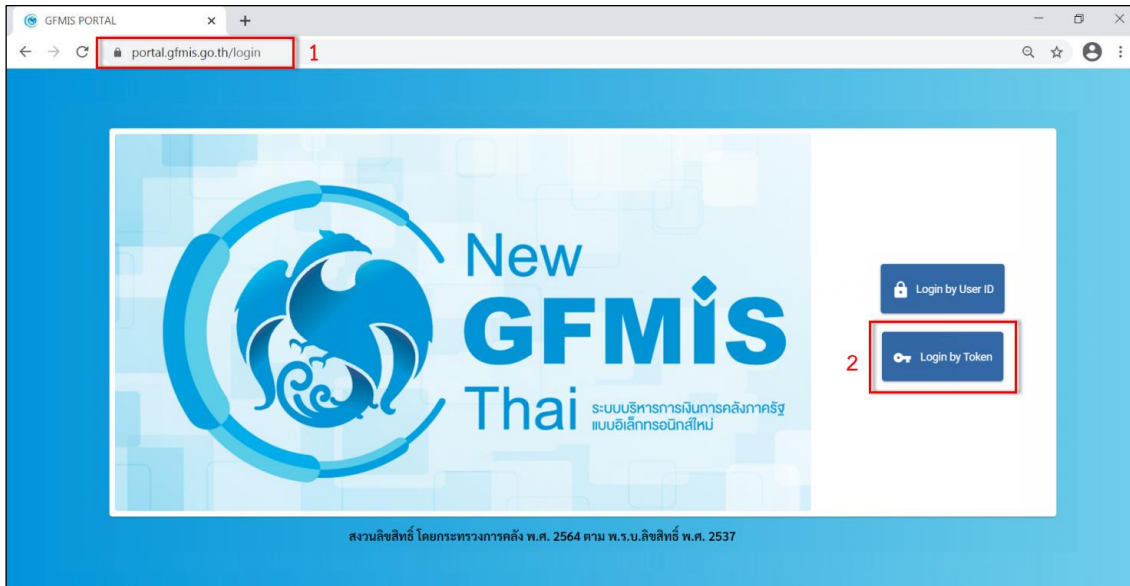 GFMIS PORTAL
portal.gfmis.go.th/login
1
New
GFMIS
Thai
ระบบบริหารการเงินการคลังภาครัฐ
แบบอิเล็กทรอนิกส์ใหม่
Login by User ID
2
Login by Token
สงวนลิขสิทธิ์ โดยกระทรวงการคลัง พ.ศ. 2564 ตาม พ.ร.บ.ลิขสิทธิ์ พ.ศ. 2537